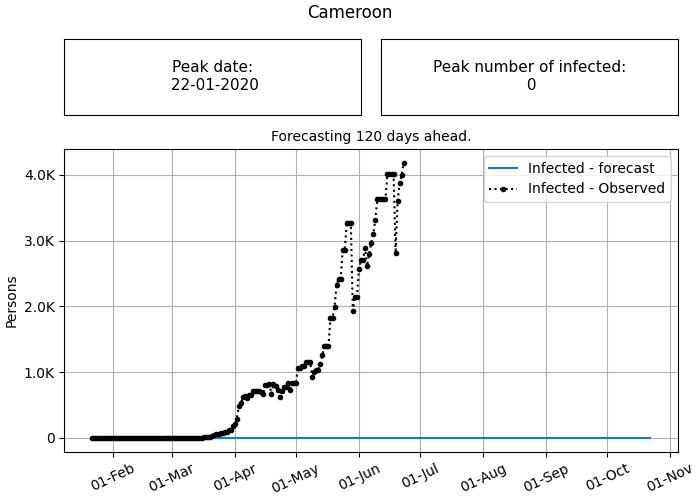 Cameroon
Peak date:
22-01-2020
Peak number of infected:
0
Forecasting 120 days ahead.
Infected - forecast
Infected - Observed
4.0K
3.0K
2.0K
1.0K
0
Persons
01-Feb
01-Mar
01-Apr
01-May
01-Jun
01-Jul
01-Aug
01-Sep
01-Oct
01-Nov